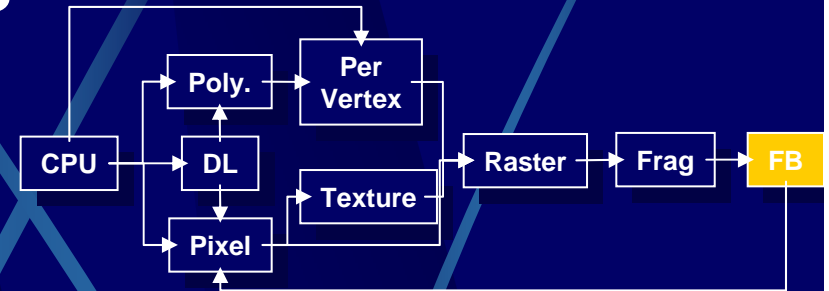 Poly.
Per
Vertex
CPU
DL
Raster
Frag
FB
Texture
Pixel